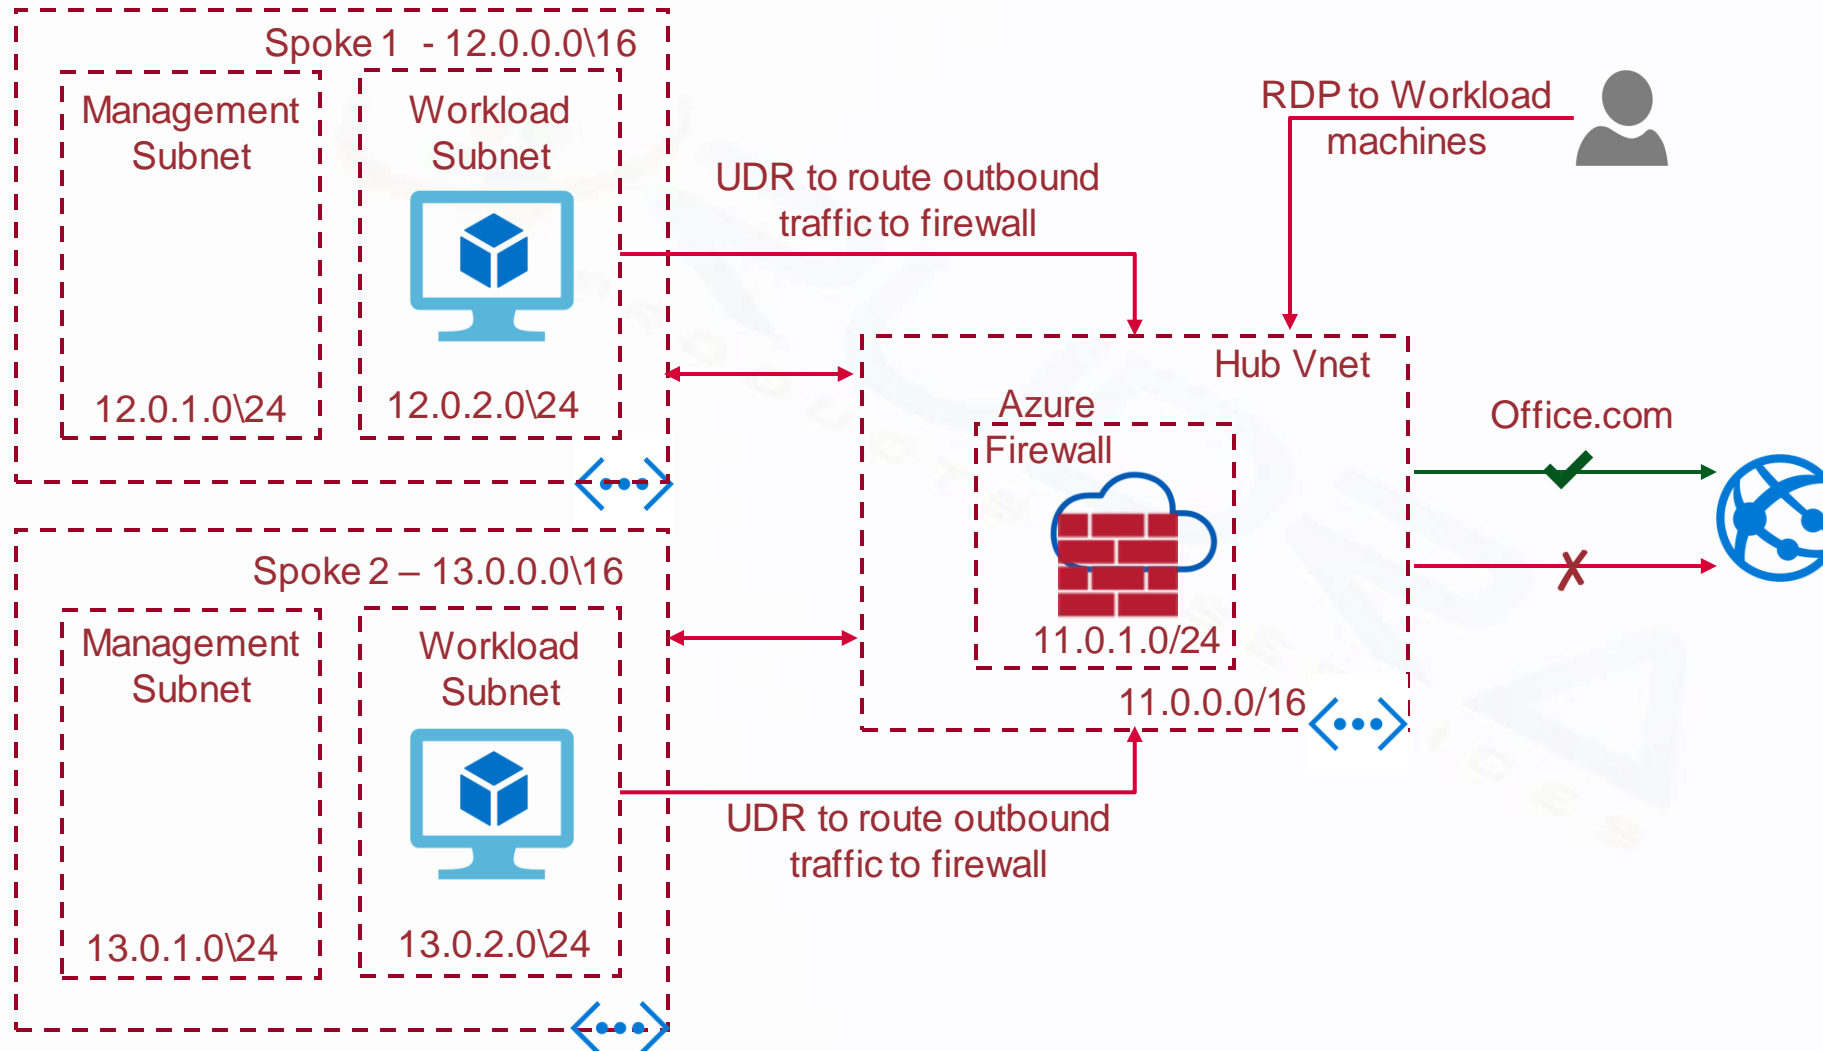 Spoke 1 - 12.0.0.0\16
Management
Subnet
12.0.1.0\24
Workload
Subnet
12.0.2.0\24
UDR to route outbound
traffic to firewall
RDP to Workload
machines
Hub Vnet
Azure
Firewall
11.0.1.0/24
11.0.0.0/16
Office.com
Spoke 2 – 13.0.0.0\16
Management
Subnet
13.0.1.0\24
Workload
Subnet
13.0.2.0\24
UDR to route outbound
traffic to firewall